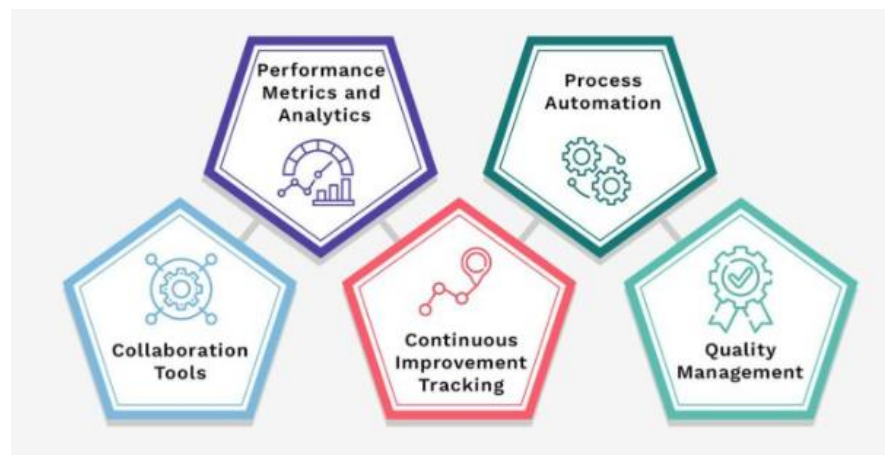 Performance
Metrics and
Analytics
Process
Automation
Collaboration
Tools
Continuous
Improvement
Tracking
Quality
Management